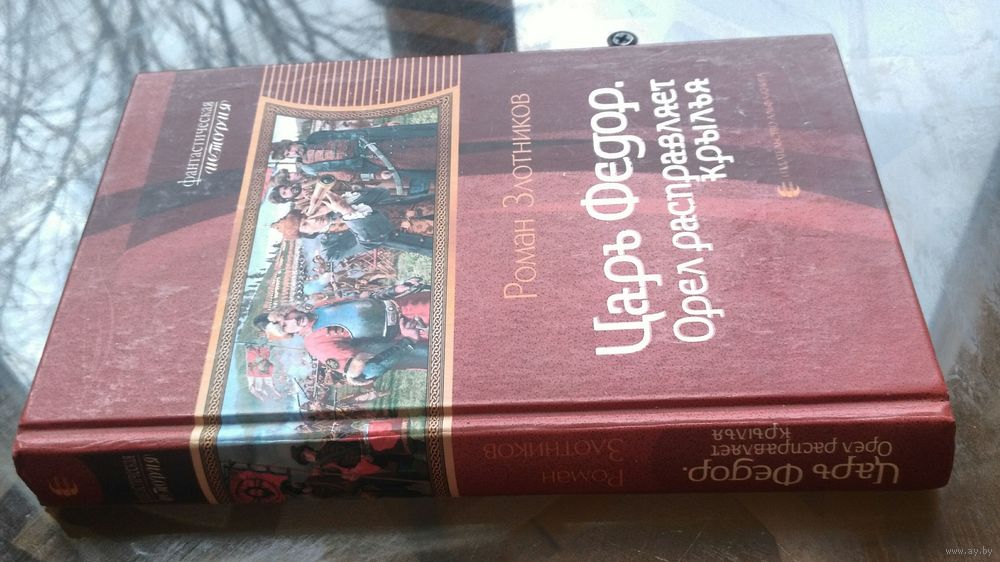 фантастическая
история
Роман Злотников
Царь Федор.
Орел расправляет
крылья
Роман
Злотников
Царь Федор.
Орел расправляет
крылья
www.ay.by